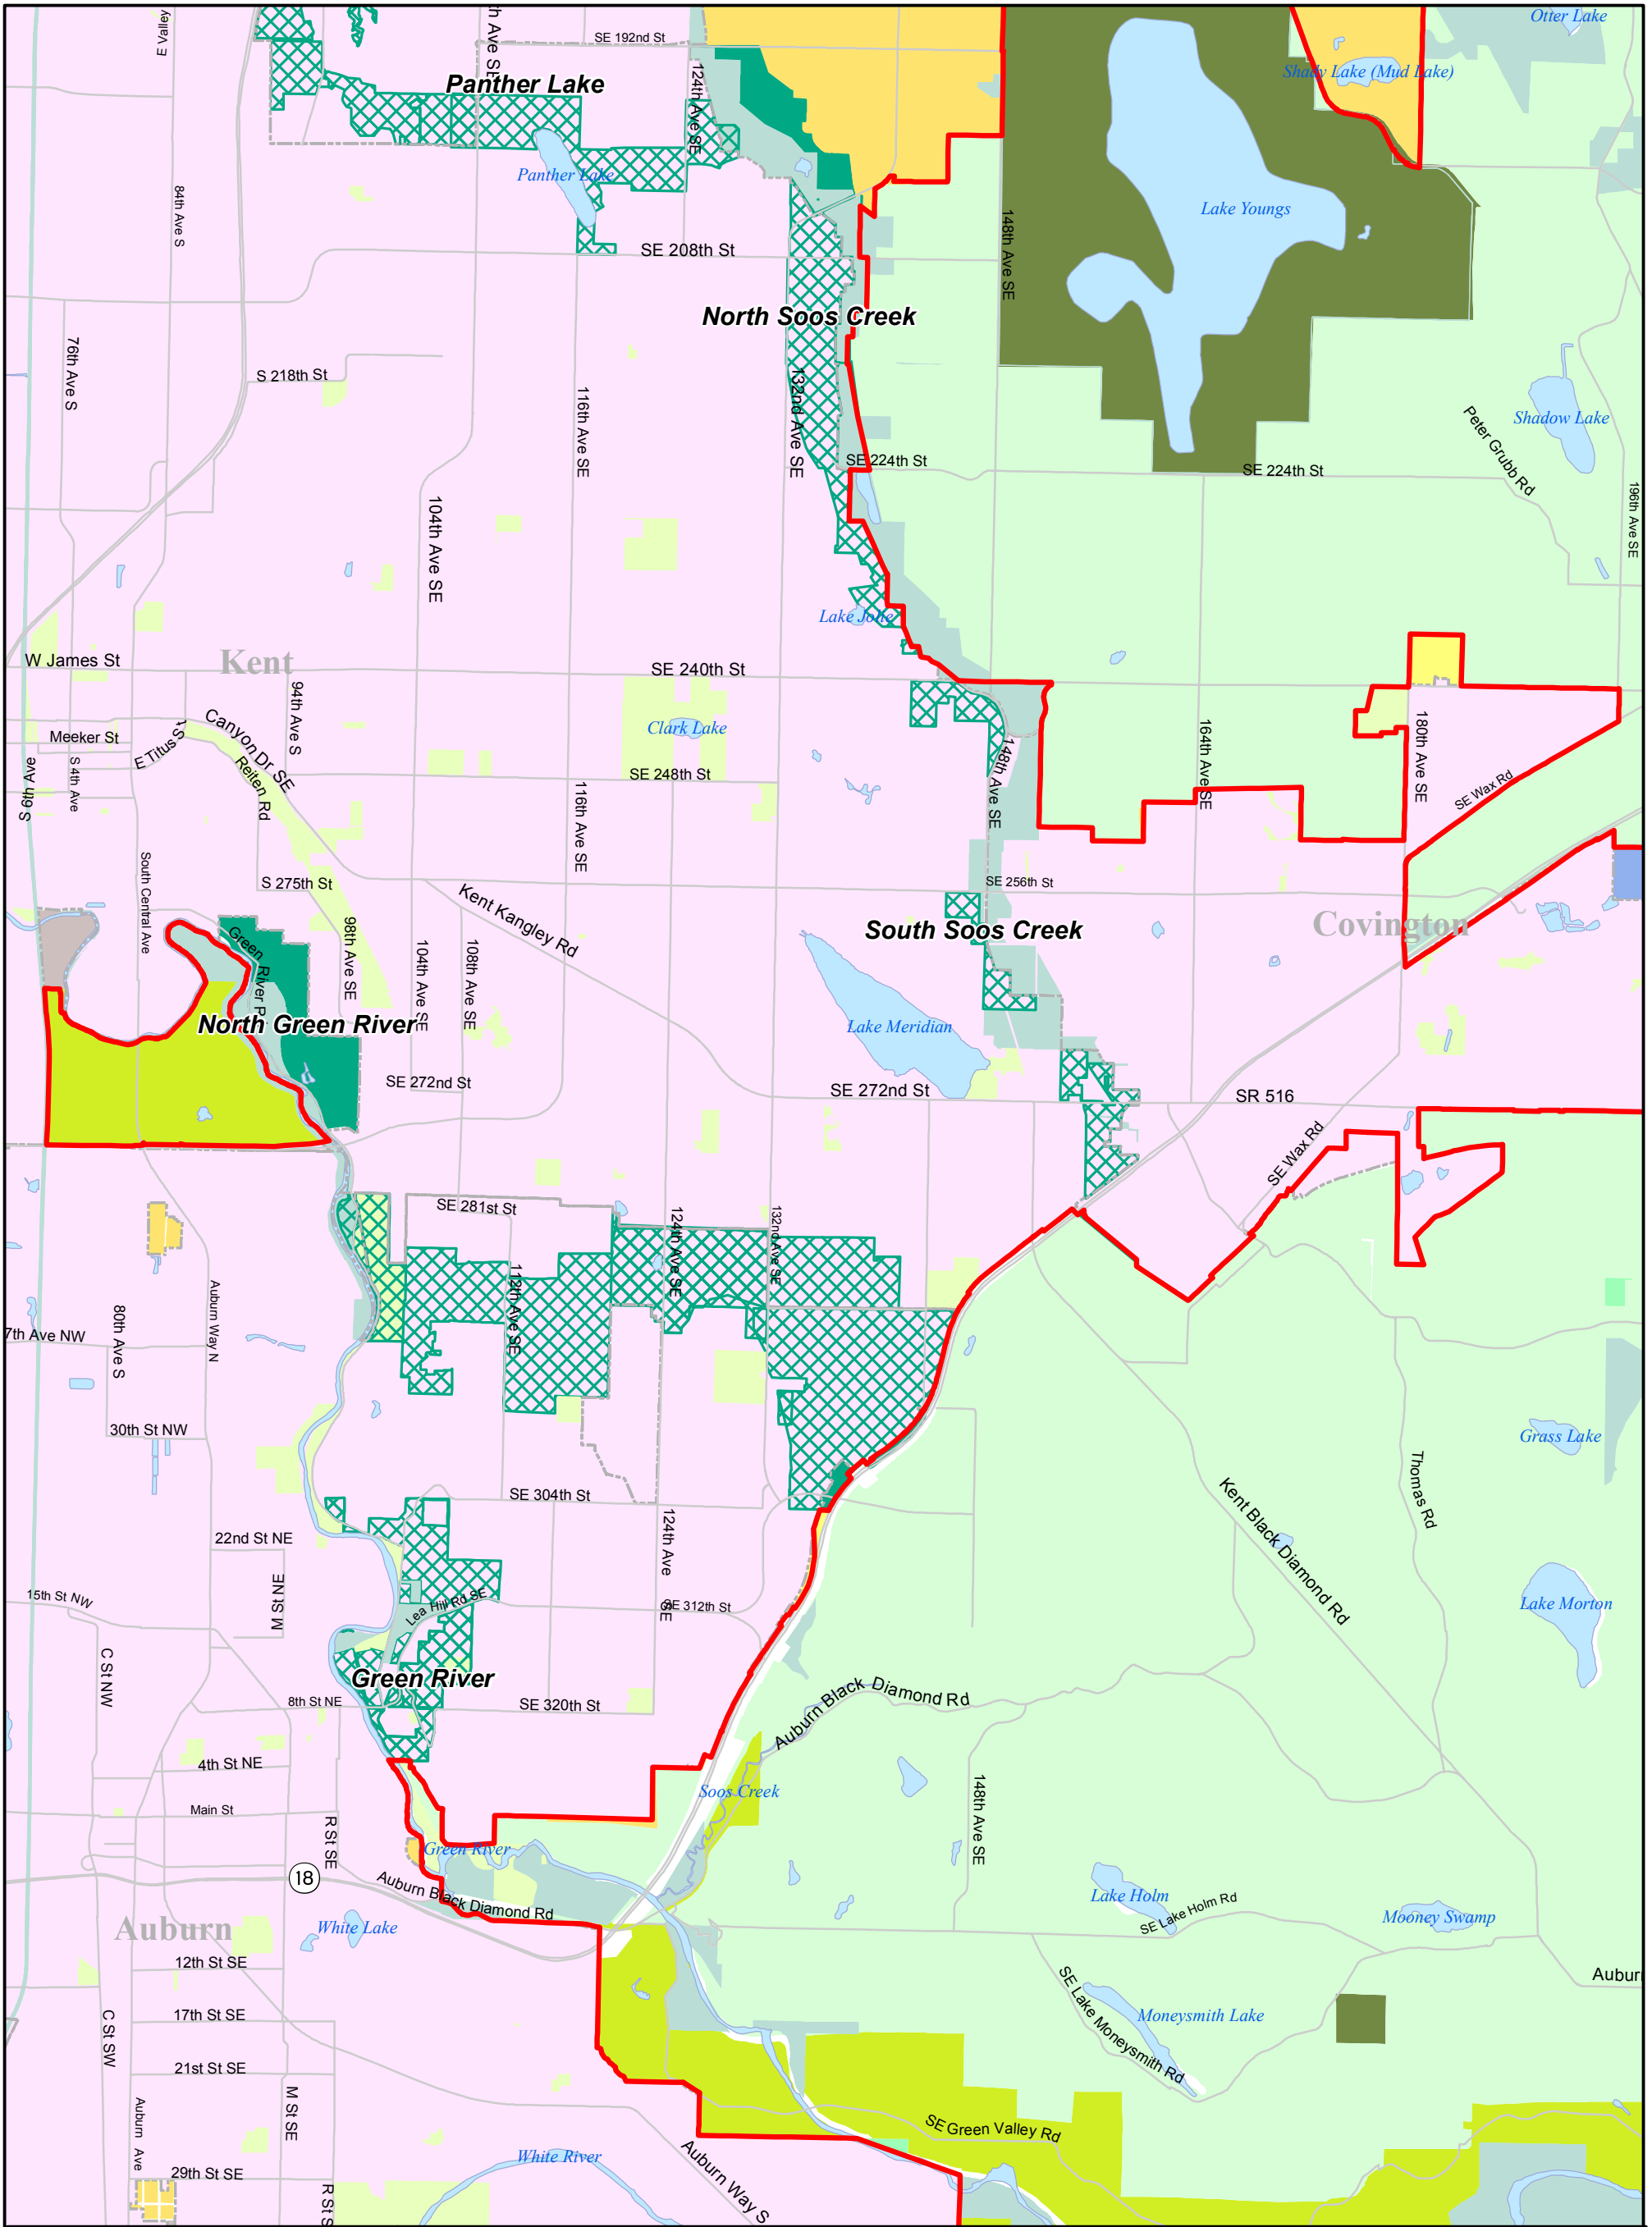 Otter Lake
E Valley
th Ave SE
SE 192nd St
Panther Lake
124th Ave SE
Shady Lake (Mud Lake)
Panther Lake
84th Ave S
Lake Youngs
148th Ave SE
SE 208th St
North Soos Creek
76th Ave S
S 218th St
116th Ave SE
132nd Ave SE
Shadow Lake
Peter Grubb Rd
SE 224th St
SE 224th St
196th Ave SE
104th Ave SE
Lake Jolie
W James St
Kent
SE 240th St
94th Ave S
Canyon Dr SE
Clark Lake
Meeker St
E Titus St
Reiten Rd
S 4th Ave
SE 248th St
148th Ave SE
164th Ave SE
180th Ave SE
SE Wax Rd
116th Ave SE
South Central Ave
S 275th St
Kent Kangley Rd
SE 256th St
South Soos Creek
Covington
98th Ave SE
104th Ave SE
108th Ave SE
Green River
North Green River
Lake Meridian
SE 272nd St
SE 272nd St
SR 516
SE Wax Rd
SE 281st St
124th Ave SE
132nd Ave SE
112th Ave SE
Auburn Way N
80th Ave S
7th Ave NW
30th St NW
Grass Lake
Thomas Rd
SE 304th St
Kent Black Diamond Rd
22nd St NE
124th Ave SE
M St NE
15th St NW
Lea Hill Rd SE
SE 312th St
Lake Morton
C St NW
Green River
8th St NE
SE 320th St
Auburn Black Diamond Rd
4th St NE
Soos Creek
148th Ave SE
Main St
R St SE
Green River
18
Auburn Black Diamond Rd
Lake Holm
SE Lake Holm Rd
Mooney Swamp
Auburn
White Lake
12th St SE
Auburn
SE Lake Moneysmith Rd
Moneysmith Lake
17th St SE
C St SW
21st St SE
M St SE
Auburn Ave
SE Green Valley Rd
White River
Auburn Way S
29th St SE
R St S